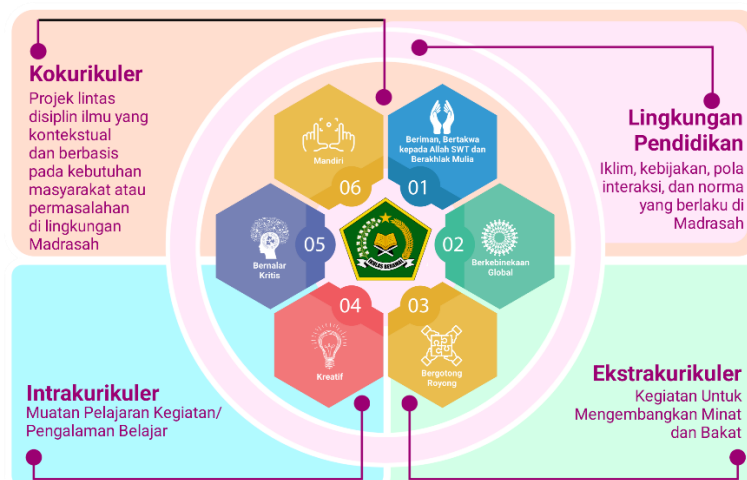 Kokurikuler
Projek lintas
disiplin ilmu yang
kontekstual
dan berbasis
pada kebutuhan
masyarakat atau
permasalahan
di lingkungan
Madrasah
Lingkungan
Pendidikan
Iklim, kebijakan, pola
interaksi, dan norma
yang berlaku di
Madrasah
Beriman, Bertakwa
kepada Allah SWT dan
Berakhlak Mulia
01
Berkebinekaan
Global
02
Bergotong
Royong
03
Kreatif
04
Bernalar
Kritis
05
Mandiri
06
IKHLAS BERAMAL
Intrakurikuler
Muatan Pelajaran Kegiatan/
Pengalaman Belajar
Ekstrakurikuler
Kegiatan Untuk
Mengembangkan Minat
dan Bakat